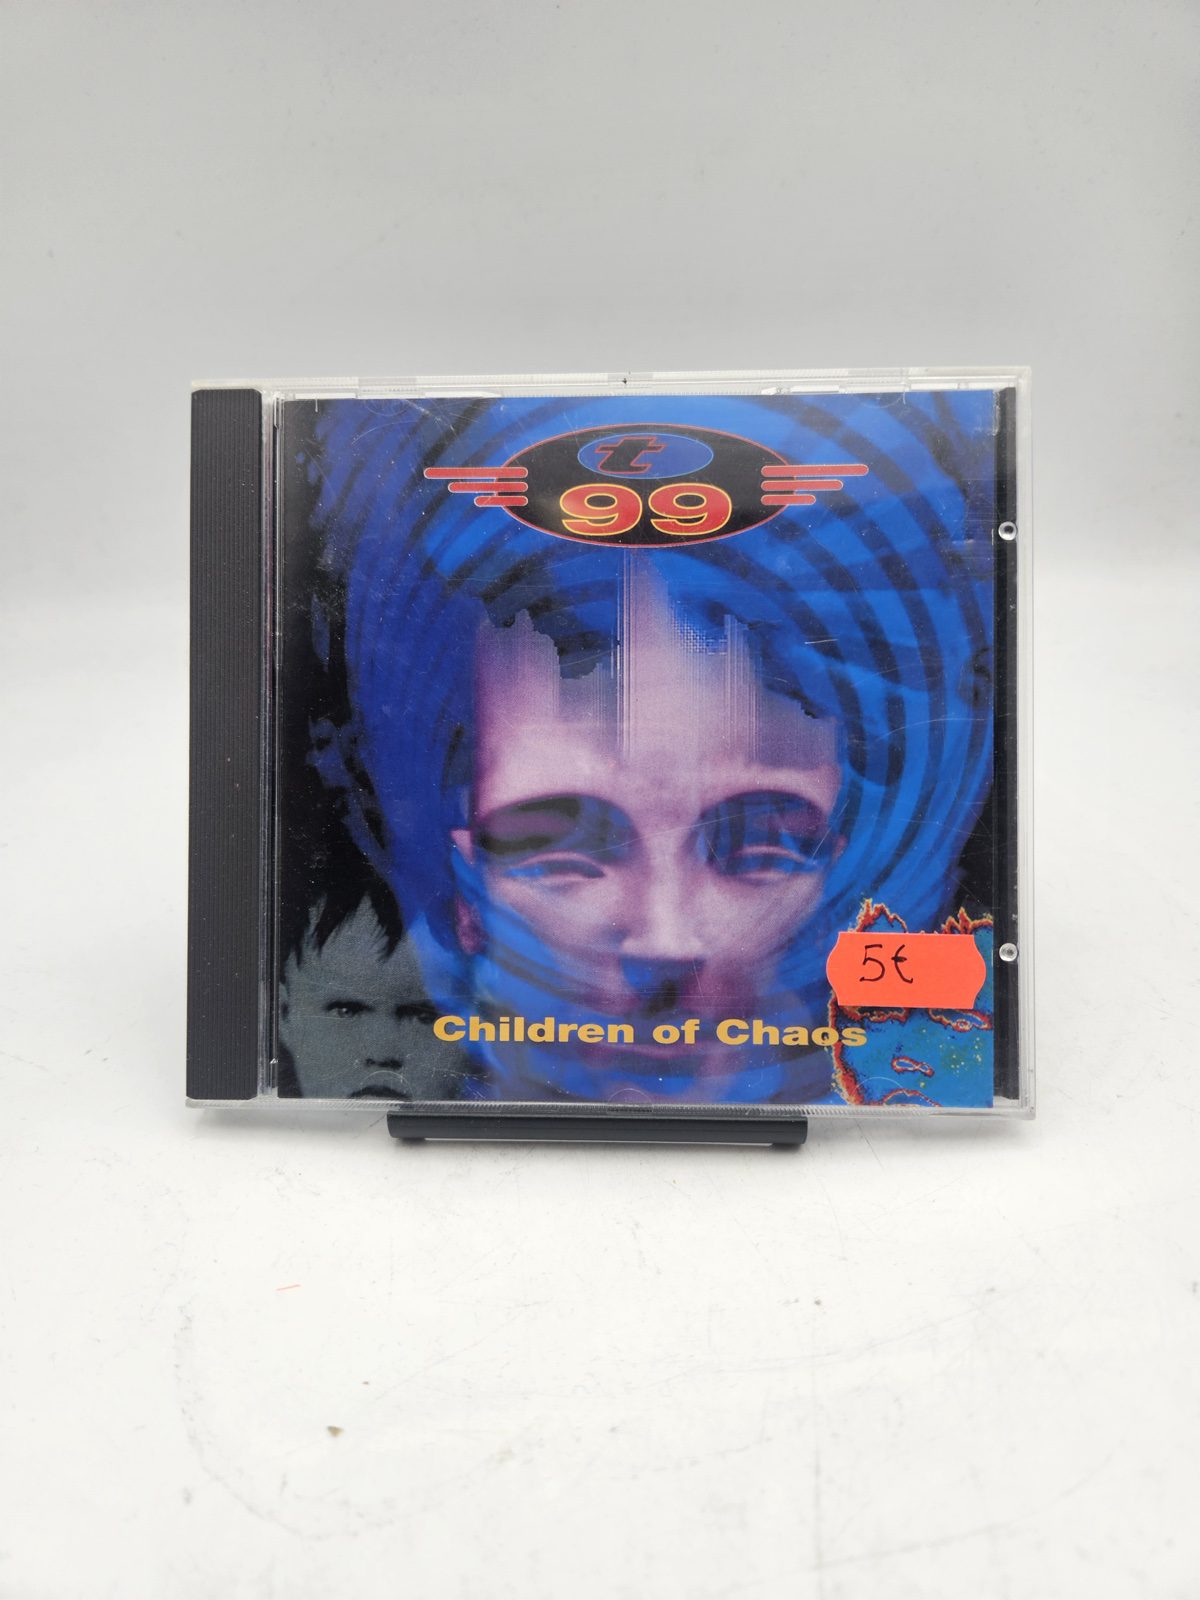 t
99
5€
Children of Chaos